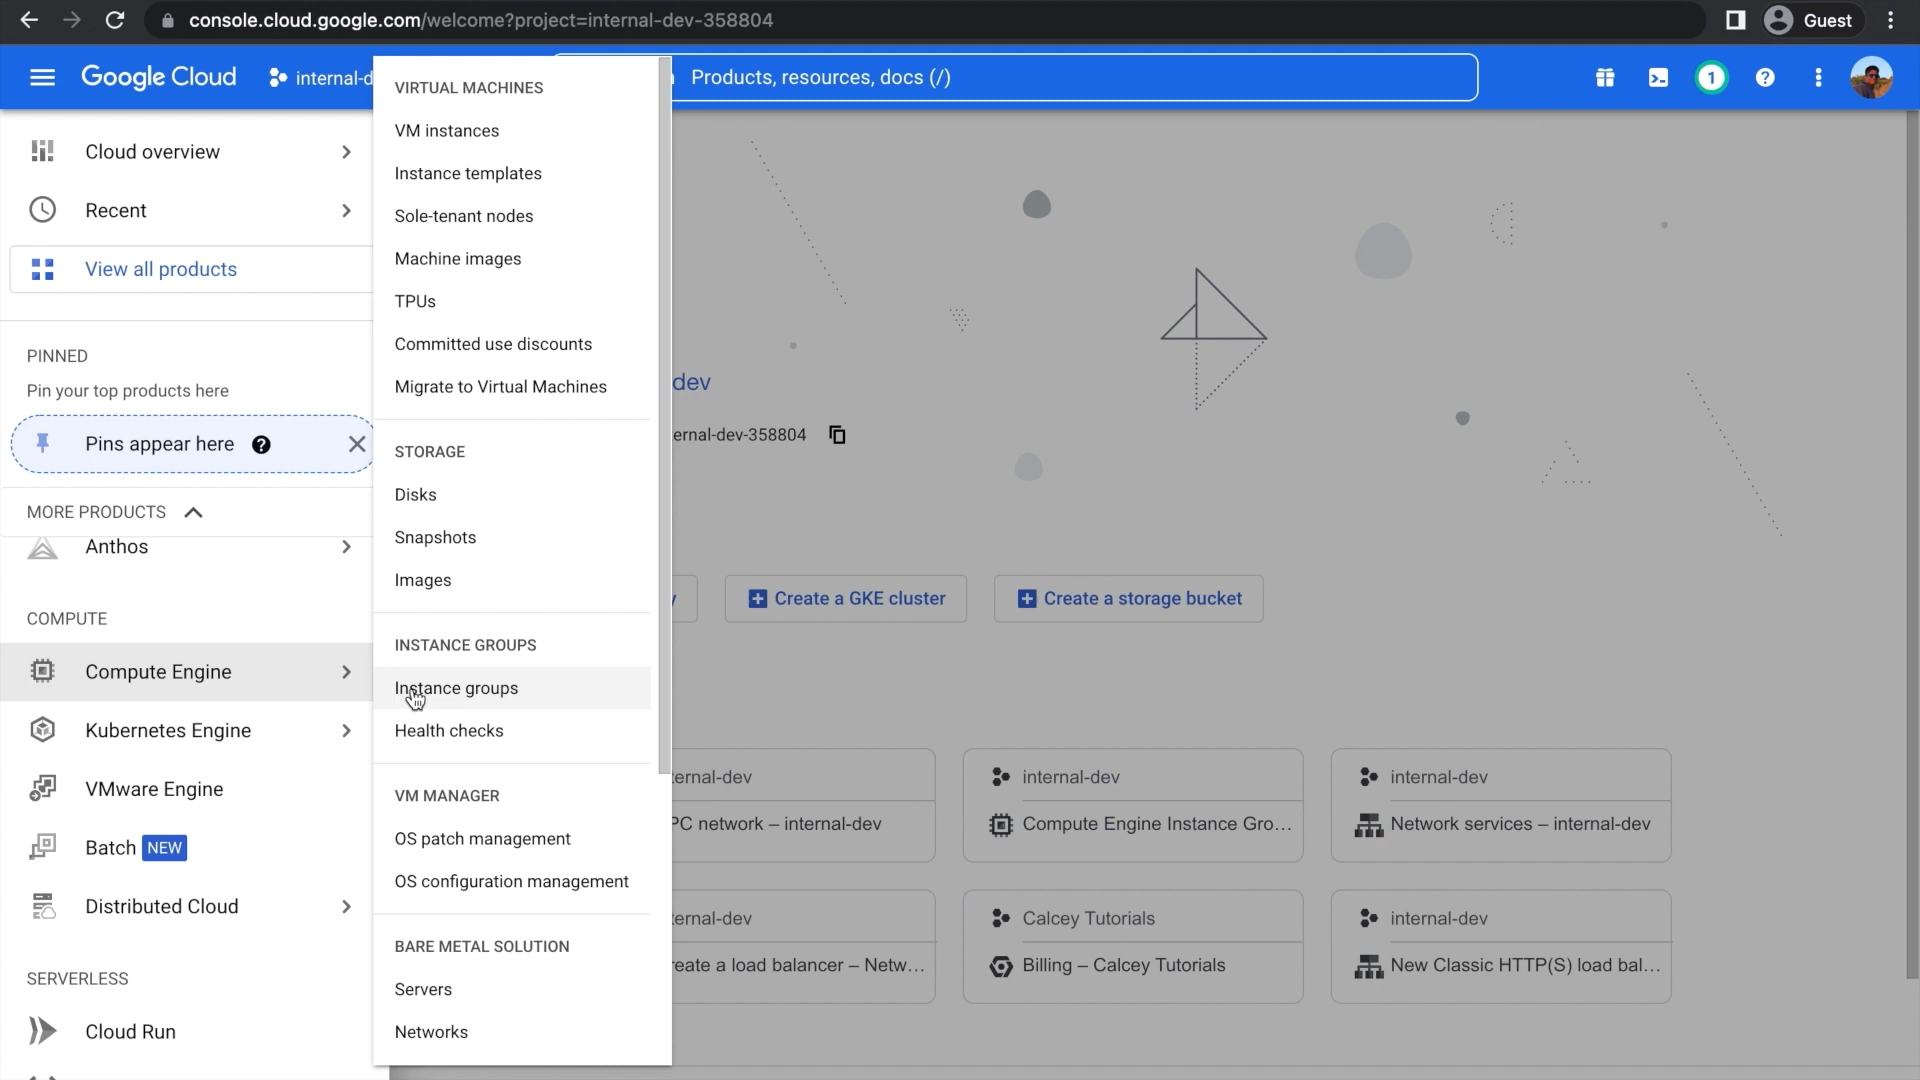 console.cloud.google.com/welcome?project=internal-dev-358804
Guest
Google Cloud
internal-d
Products, resources, docs (/)
1
Cloud overview
Recent
View all products
PINNED
Pin your top products here
Pins appear here
MORE PRODUCTS
Anthos
COMPUTE
Compute Engine
Kubernetes Engine
VMware Engine
Batch NEW
Distributed Cloud
SERVERLESS
Cloud Run
VIRTUAL MACHINES
VM instances
Instance templates
Sole-tenant nodes
Machine images
TPUs
Committed use discounts
Migrate to Virtual Machines
STORAGE
Disks
Snapshots
Images
INSTANCE GROUPS
Instance groups
Health checks
VM MANAGER
OS patch management
OS configuration management
BARE METAL SOLUTION
Servers
Networks
dev
ernal-dev-358804
y
Create a GKE cluster
Create a storage bucket
ernal-dev
PC network – internal-dev
internal-dev
Compute Engine Instance Gro...
internal-dev
Network services – internal-dev
ernal-dev
reate a load balancer – Netw...
Calcey Tutorials
Billing – Calcey Tutorials
internal-dev
New Classic HTTP(S) load bal...